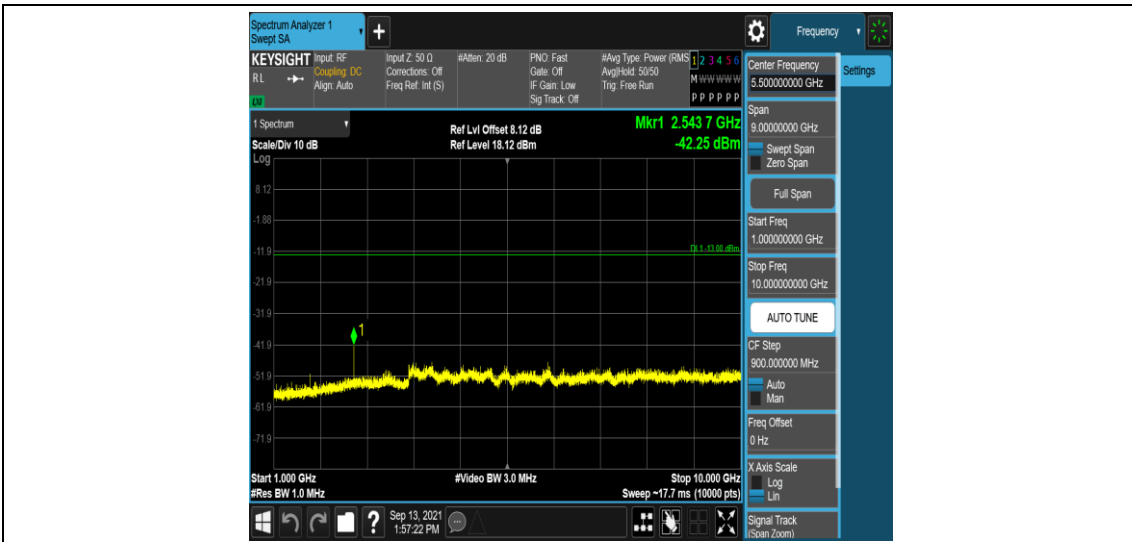 Spectrum Analyzer 1
Swept SA
+
Frequency
KEYSIGHT
RL
LXI
Input: RF
Coupling: DC
Align: Auto
Input Z: 50 Ω
Corrections: Off
Freq Ref: Int (S)
#Atten: 20 dB
PNO: Fast
Gate: Off
IF Gain: Low
Sig Track: Off
#Avg Type: Power (RMS
Avg|Hold: 50/50
Trig: Free Run
1 2 3 4 5 6
M W W W W W
P P P P P P
1 Spectrum
Scale/Div 10 dB
Log
Ref Lvl Offset 8.12 dB
Ref Level 18.12 dBm
Mkr1 2.543 7 GHz
-42.25 dBm
8.12
-1.88
-11.9
DL1 -13.00 dBm
-21.9
-31.9
1
-41.9
-51.9
-61.9
-71.9
Start 1.000 GHz
#Video BW 3.0 MHz
Stop 10.000 GHz
#Res BW 1.0 MHz
Sweep ~17.7 ms (10000 pts)
?
Sep 13, 2021
1:57:22 PM
Center Frequency
5.500000000 GHz
Settings
Span
9.00000000 GHz
Swept Span
Zero Span
Full Span
Start Freq
1.000000000 GHz
Stop Freq
10.000000000 GHz
AUTO TUNE
CF Step
900.000000 MHz
Auto
Man
Freq Offset
0 Hz
X Axis Scale
Log
Lin
Signal Track
(Span Zoom)